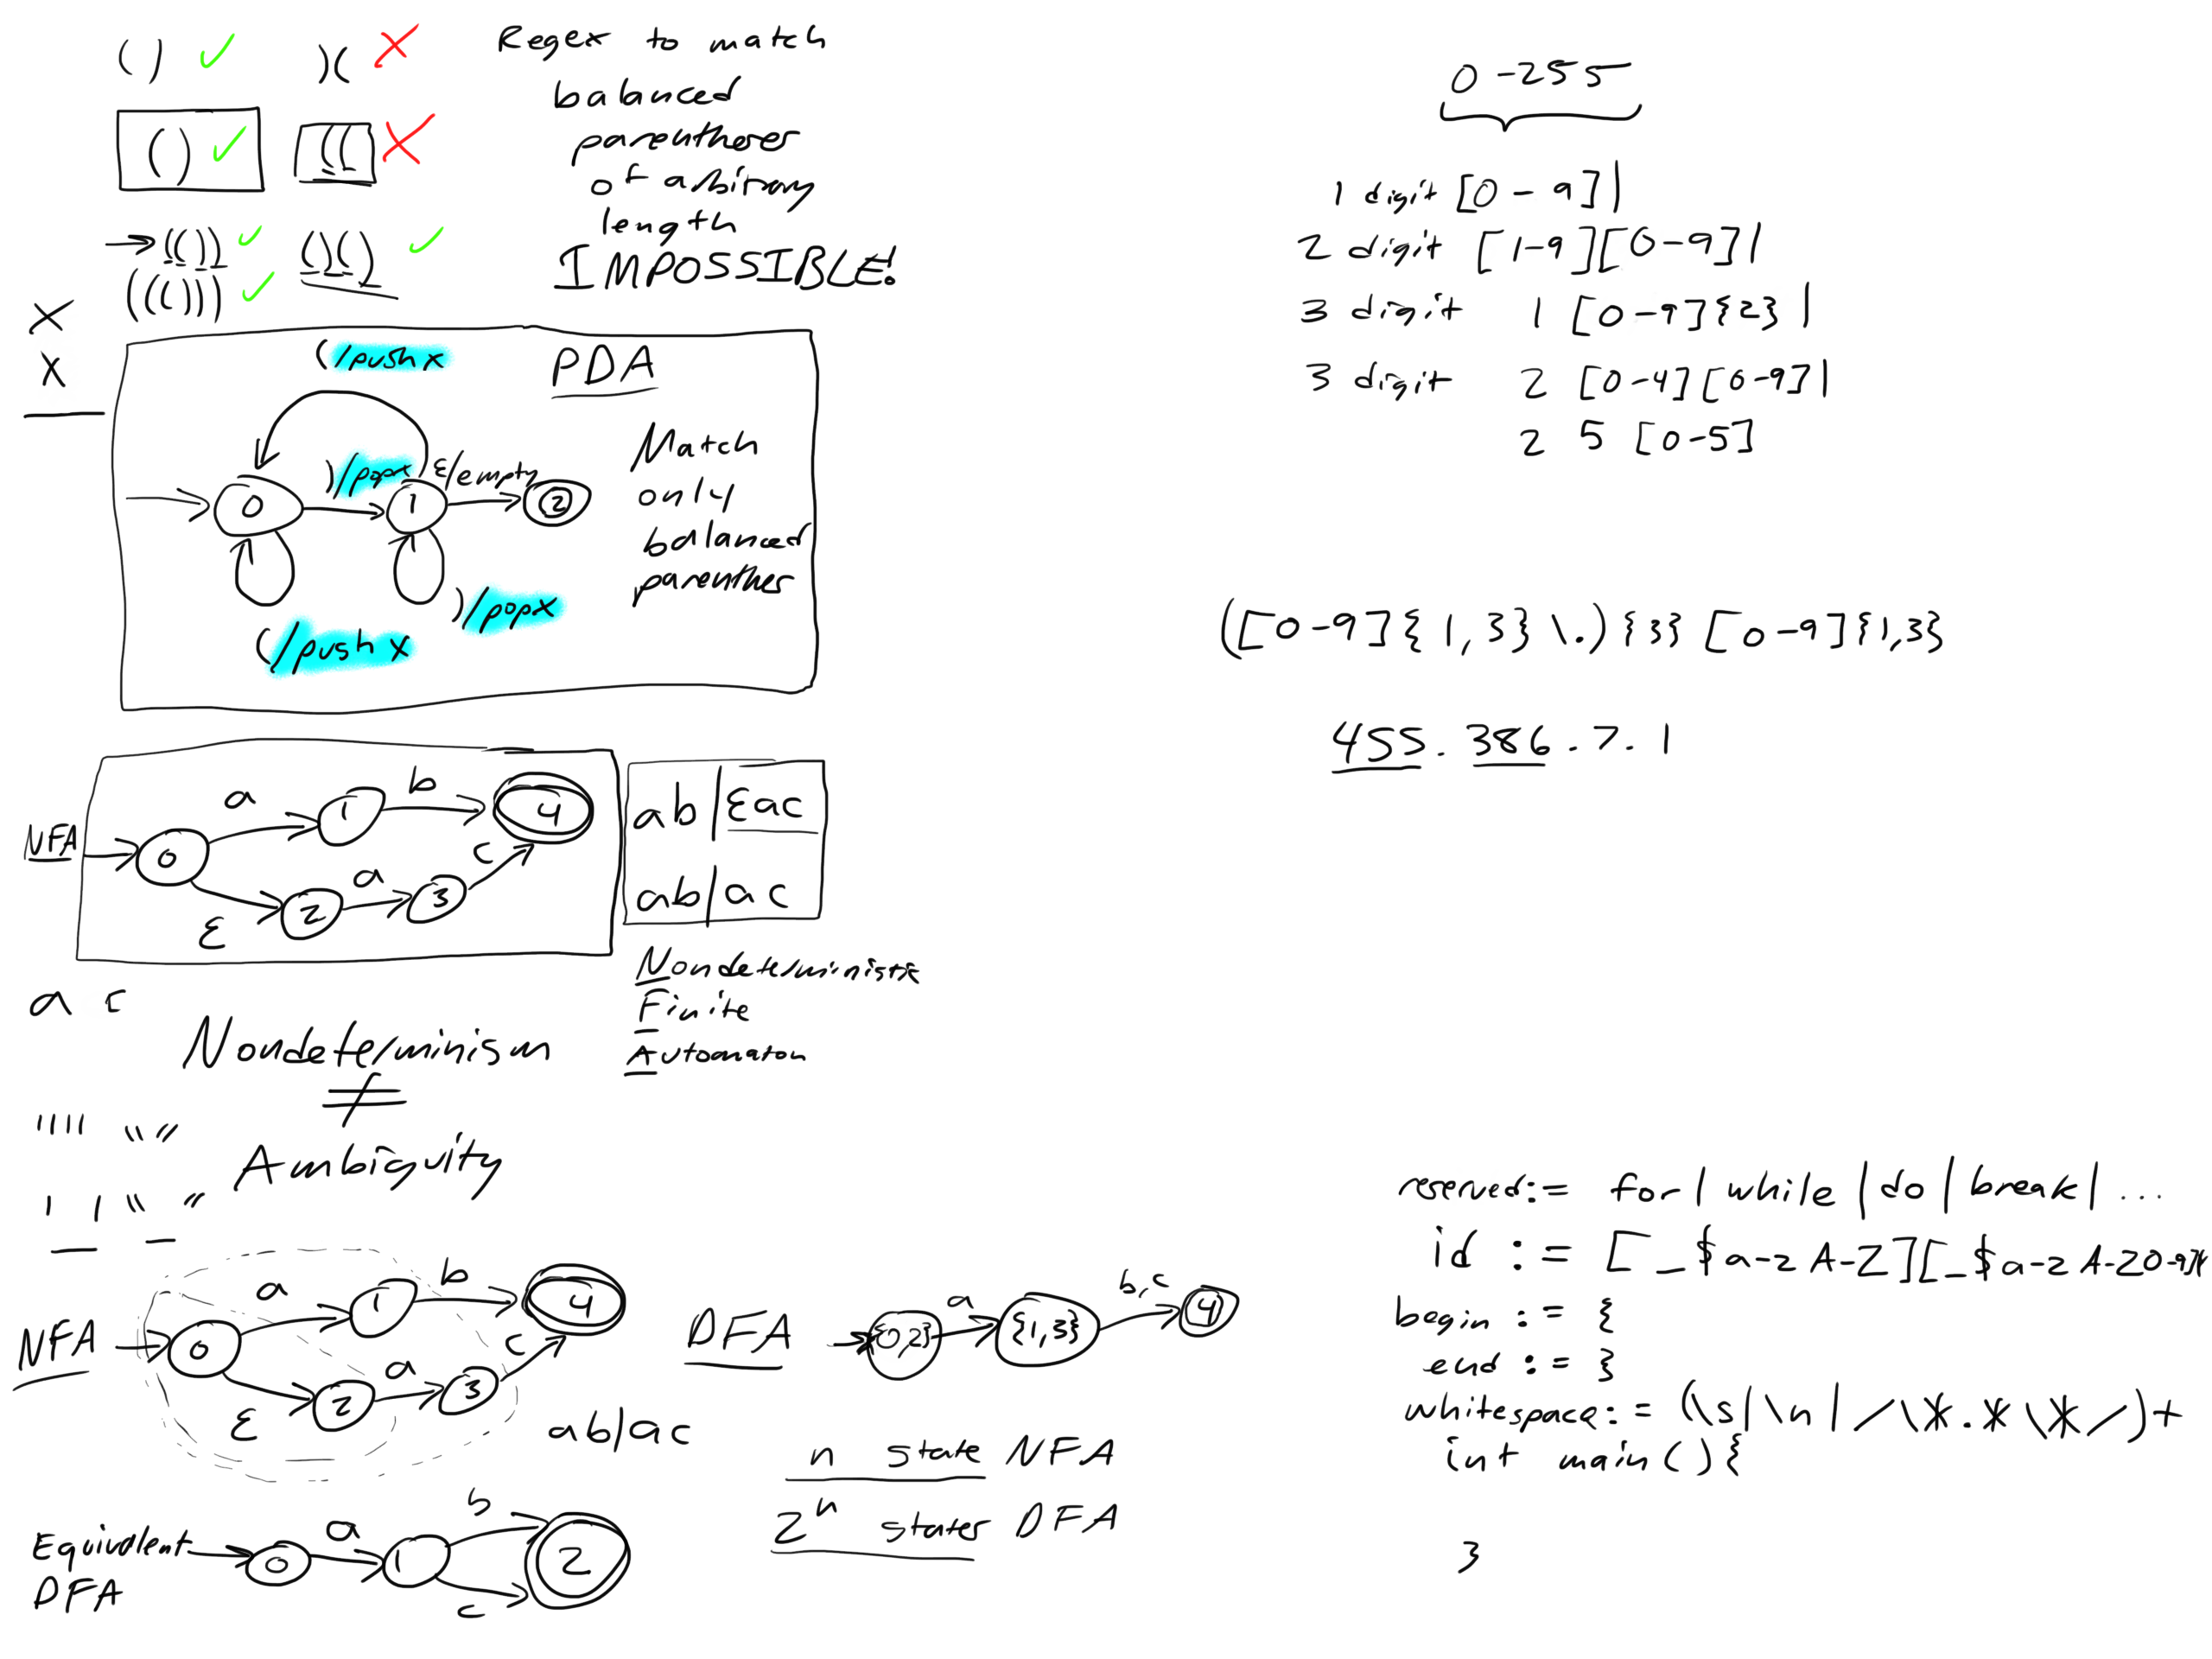 () ✓ )( ✗
() ✓ (( ✗
→ (()) ✓ ()() ✓
((())) ✓
Regex to match
balanced
parentheses
of arbitrary
length
IMPOSSIBLE!
x
x
PDA
(/push x
)/pop x ε/empty
0 1 2
)/pop x
(/push x
Match
only
balanced
parenthes
NFA
a b
0 1 4
ε a c
2 3
ab|εac
ab|ac
Nondeterministic
Finite
Automaton
a c
Nondeterminism
≠
Ambiguity
NFA
a b
0 1 4
ε a c
2 3
ab|ac
Equivalent
DFA
a b
0 1 2
c
DFA
{0,2} a {1,3} b,c 4
n state NFA
2ⁿ states DFA
0-255
1 digit [0-9]|
2 digit [1-9][0-9]|
3 digit 1 [0-9]{2}|
3 digit 2 [0-4][0-9]|
2 5 [0-5]
([0-9]{1,3}\.){3}[0-9]{1,3}
455.386.7.1
reserved:= for|while|do|break|...
id := [_$a-zA-Z][_$a-zA-Z0-9]*
begin := {
end := }
whitespace:= (\s|\n|/\*.*\*/)+
int main(){
}